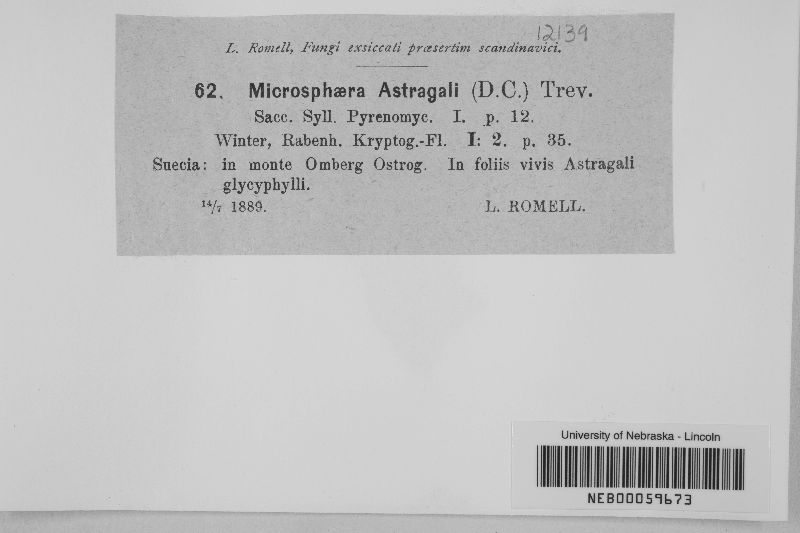 12139
L. Romell, Fungi exsiccati præsertim scandinavici.
62. Microsphæra Astragali (D.C.) Trev.
Sacc. Syll. Pyrenomyc. I. p. 12.
Winter, Rabenh. Kryptog.-Fl. I: 2. p. 35.
Suecia: in monte Omberg Ostrog. In foliis vivis Astragali
glycyphylli.
14/7 1889. L. ROMELL.
University of Nebraska - Lincoln
NEB00059673